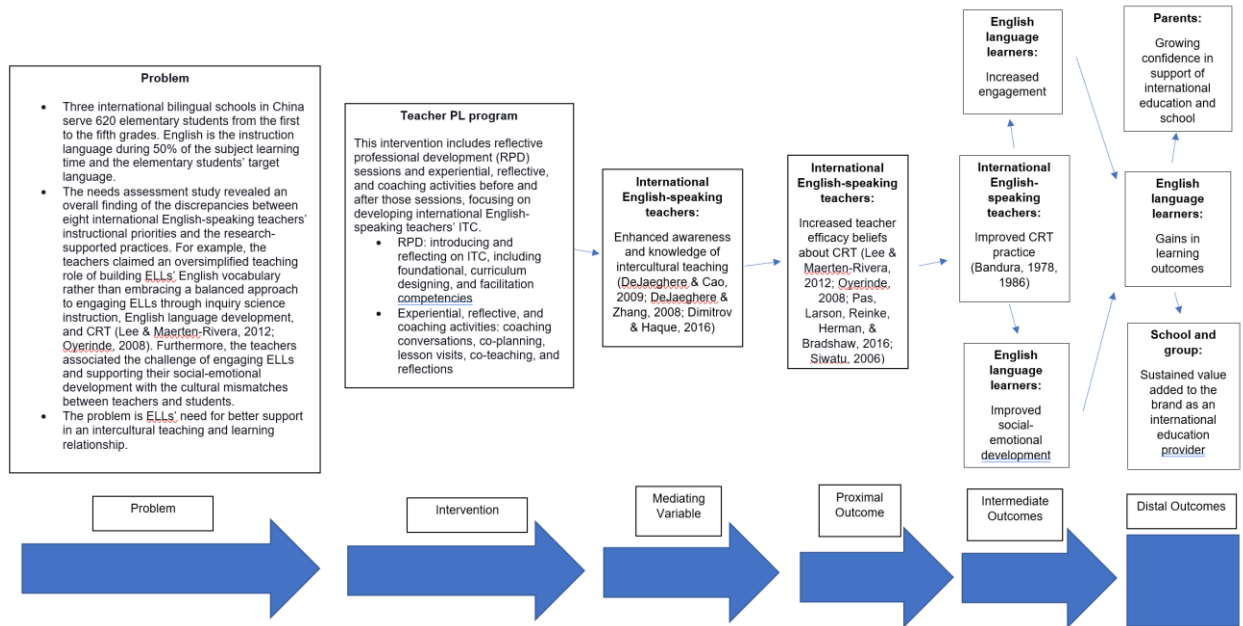 Problem
• Three international bilingual schools in China
serve 620 elementary students from the first
to the fifth grades. English is the instruction
language during 50% of the subject learning
time and the elementary students' target
language.
• The needs assessment study revealed an
overall finding of the discrepancies between
eight international English-speaking teachers'
instructional priorities and the research-
supported practices. For example, the
teachers claimed an oversimplified teaching
role of building ELLs' English vocabulary
rather than embracing a balanced approach
to engaging ELLs through inquiry science
instruction, English language development,
and CRT (Lee & Maerten-Rivera, 2012;
Oyerinde, 2008). Furthermore, the teachers
associated the challenge of engaging ELLs
and supporting their social-emotional
development with the cultural mismatches
between teachers and students.
• The problem is ELLs' need for better support
in an intercultural teaching and learning
relationship.
Teacher PL program
This intervention includes reflective
professional development (RPD)
sessions and experiential, reflective,
and coaching activities before and
after those sessions, focusing on
developing international English-
speaking teachers' ITC.
• RPD: introducing and
reflecting on ITC, including
foundational, curriculum
designing, and facilitation
competencies
• Experiential, reflective, and
coaching activities: coaching
conversations, co-planning,
lesson visits, co-teaching, and
reflections
International
English-speaking
teachers:
Enhanced awareness
and knowledge of
intercultural teaching
(DeJaeghere & Cao,
2009; DeJaeghere &
Zhang, 2008; Dimitrov
& Haque, 2016)
International
English-speaking
teachers:
Increased teacher
efficacy beliefs
about CRT (Lee &
Maerten-Rivera,
2012; Oyerinde,
2008; Pas,
Larson, Reinke,
Herman, &
Bradshaw, 2016;
Siwatu, 2006)
English
language
learners:
Increased
engagement
International
English-
speaking
teachers:
Improved CRT
practice
(Bandura, 1978,
1986)
English
language
learners:
Improved
social-
emotional
development
Parents:
Growing
confidence in
support of
international
education and
school
English
language
learners:
Gains in
learning
outcomes
School and
group:
Sustained value
added to the
brand as an
international
education
provider
Problem
Intervention
Mediating
Variable
Proximal
Outcome
Intermediate
Outcomes
Distal Outcomes